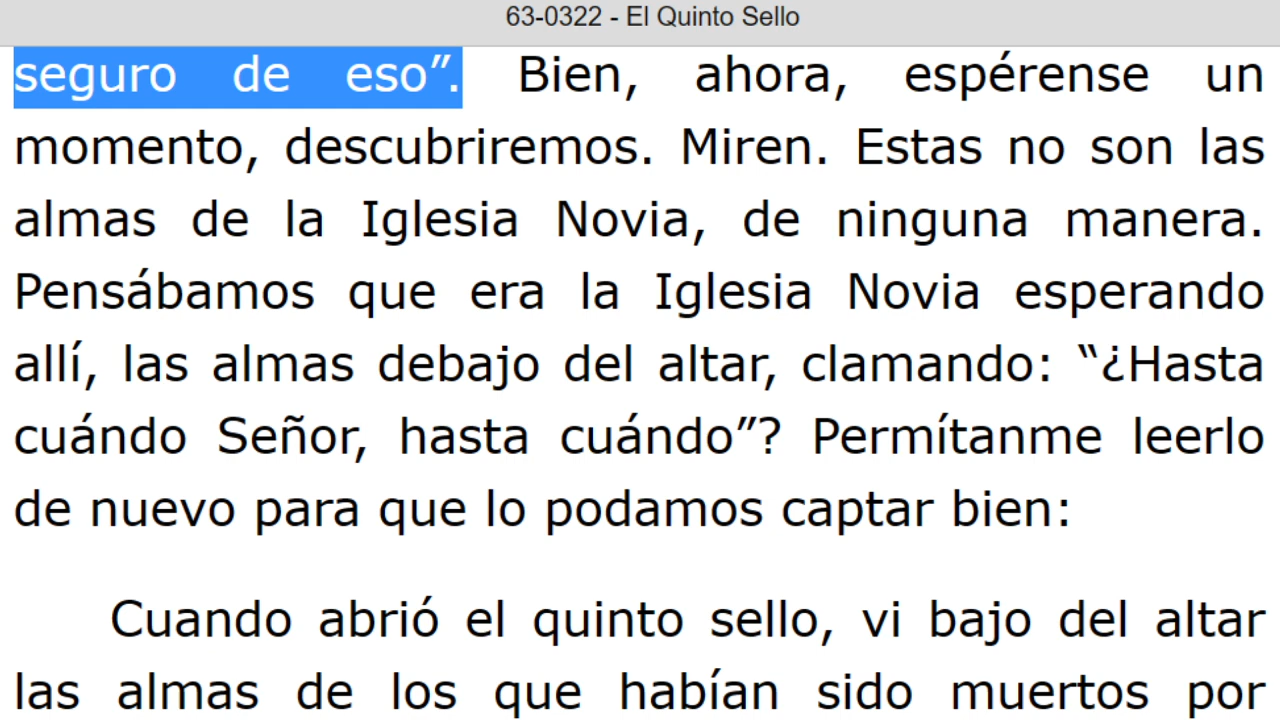 63-0322 - El Quinto Sello
seguro de eso”. Bien, ahora, espérense un
momento, descubriremos. Miren. Estas no son las
almas de la Iglesia Novia, de ninguna manera.
Pensábamos que era la Iglesia Novia esperando
allí, las almas debajo del altar, clamando: “¿Hasta
cuándo Señor, hasta cuándo”? Permítanme leerlo
de nuevo para que lo podamos captar bien:
Cuando abrió el quinto sello, vi bajo del altar
las almas de los que habían sido muertos por